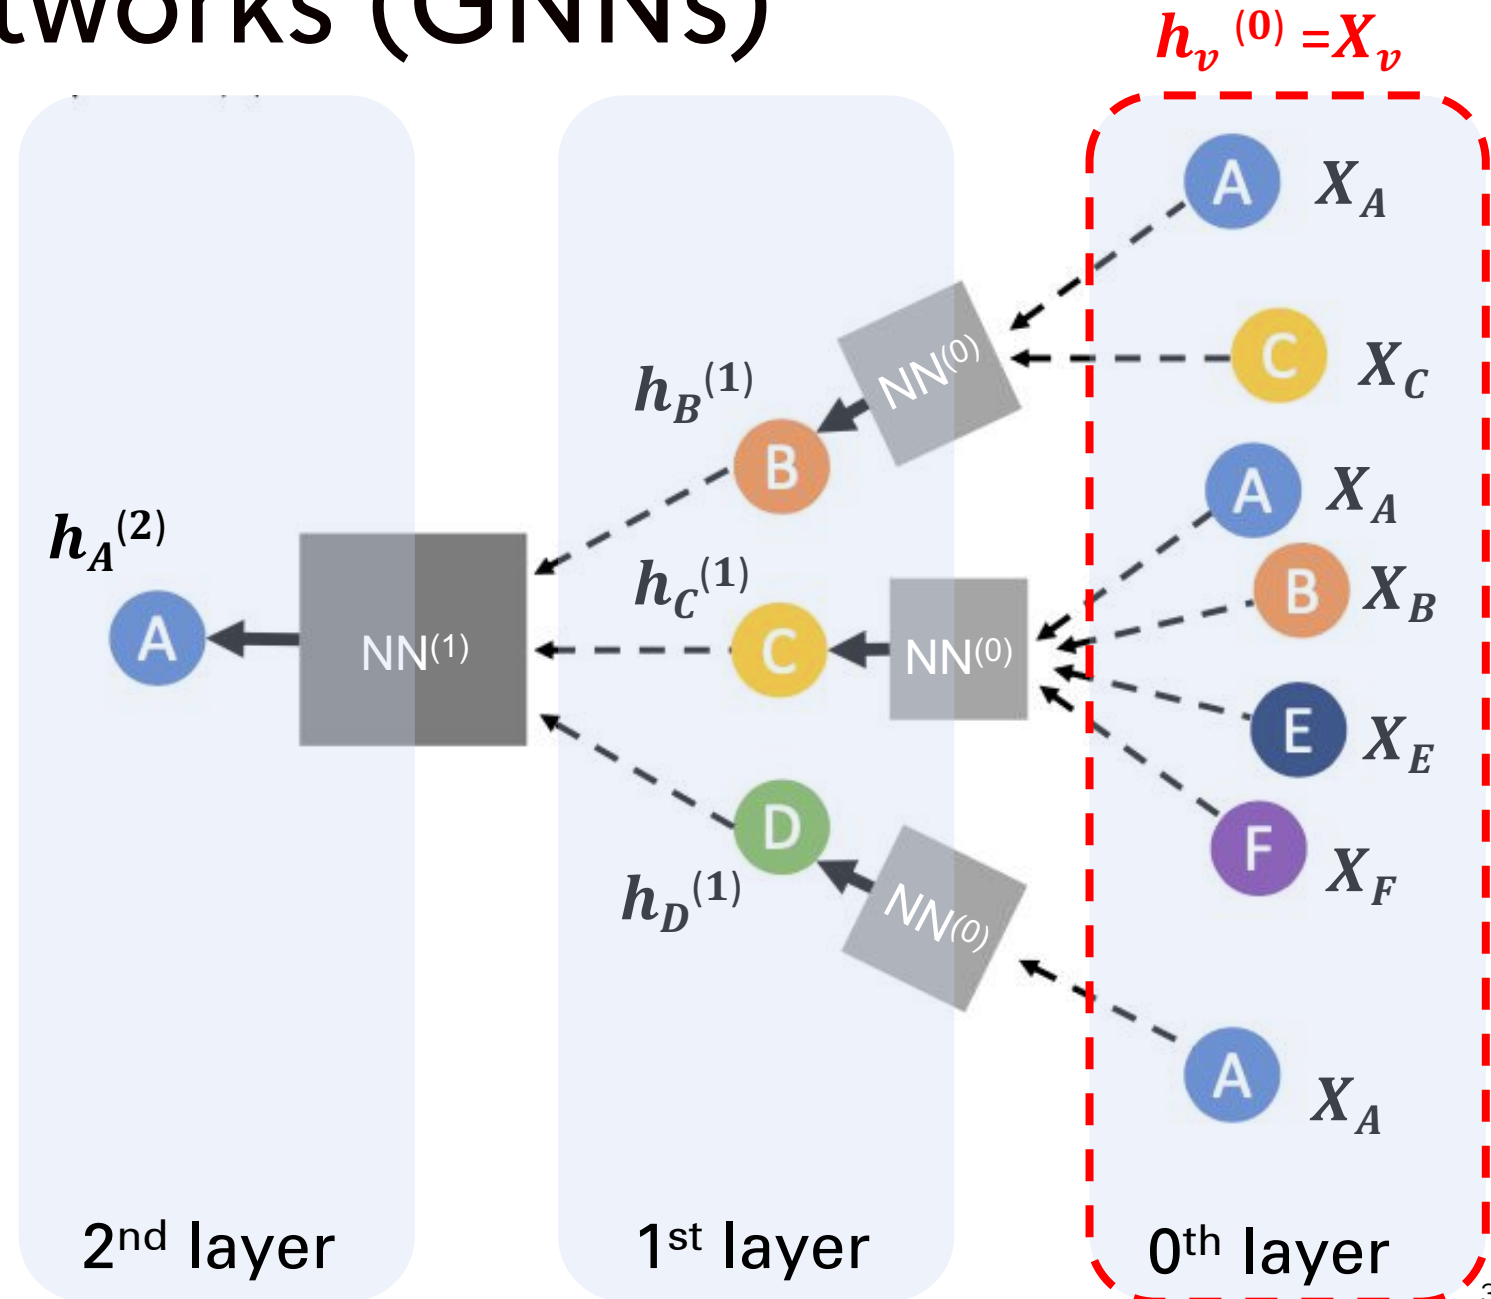 tworks (GNNs)
h_v^(0) =X_v
A X_A
C X_C
NN^(0)
h_B^(1)
B
A X_A
B X_B
h_A^(2)
h_C^(1)
A
NN^(1)
C
NN^(0)
E X_E
D
F X_F
h_D^(1)
NN^(0)
A X_A
2nd layer
1st layer
0th layer